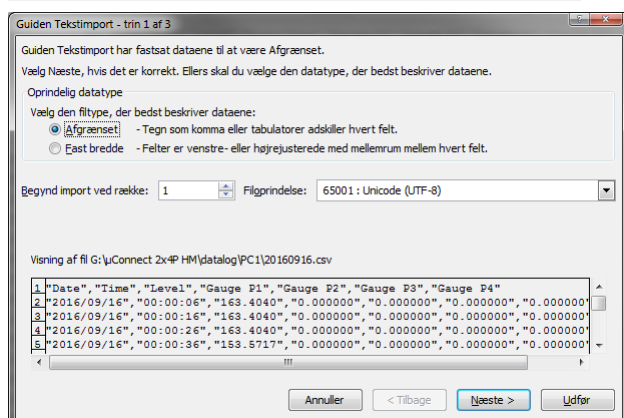 Guiden Tekstimport - trin 1 af 3
Guiden Tekstimport har fastsat dataene til at være Afgrænset.
Vælg Næste, hvis det er korrekt. Ellers skal du vælge den datatype, der bedst beskriver dataene.
Oprindelig datatype
Vælg den filtype, der bedst beskriver dataene:
Afgrænset - Tegn som komma eller tabulatorer adskiller hvert felt.
Fast bredde - Felter er venstre- eller højrejusterede med mellemrum mellem hvert felt.
Begynd import ved række: 1 Filoprindelse: 65001 : Unicode (UTF-8)
Visning af fil G:\µConnect 2x4P HM\datalog\PC1\20160916.csv
1 "Date","Time","Level","Gauge P1","Gauge P2","Gauge P3","Gauge P4"
2 "2016/09/16","00:00:06","163.4040","0.000000","0.000000","0.000000","0.000000"
3 "2016/09/16","00:00:16","163.4040","0.000000","0.000000","0.000000","0.000000"
4 "2016/09/16","00:00:26","163.4040","0.000000","0.000000","0.000000","0.000000"
5 "2016/09/16","00:00:36","153.5717","0.000000","0.000000","0.000000","0.000000"
Annuller < Tilbage Næste > Udfør